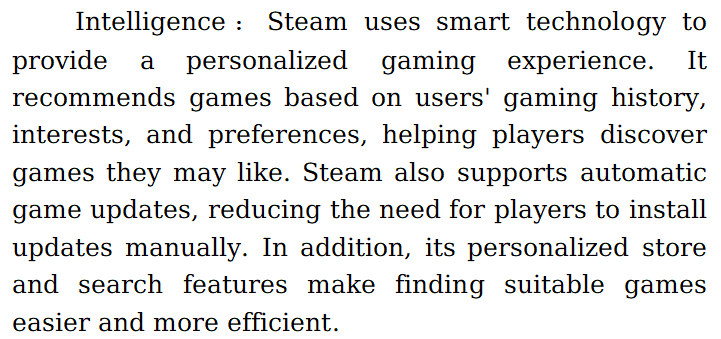 Intelligence： Steam uses smart technology to
provide a personalized gaming experience. It
recommends games based on users' gaming history,
interests, and preferences, helping players discover
games they may like. Steam also supports automatic
game updates, reducing the need for players to install
updates manually. In addition, its personalized store
and search features make finding suitable games
easier and more efficient.